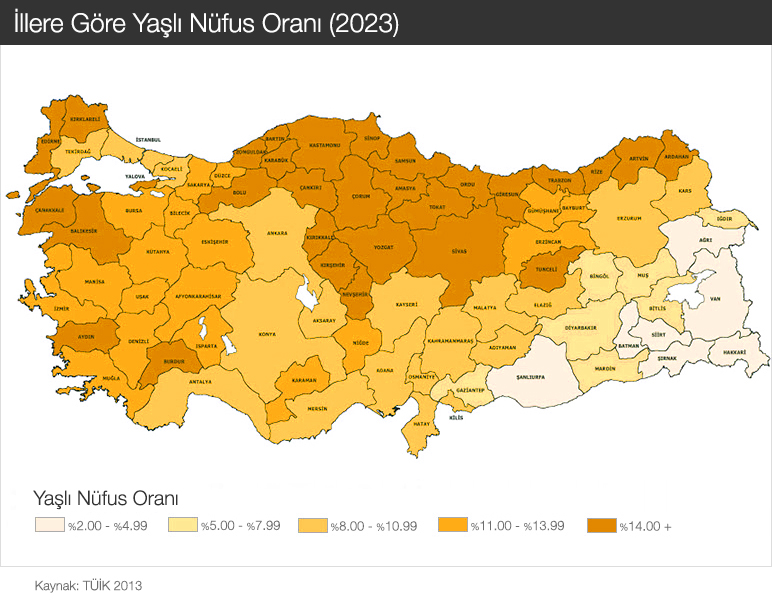 İllere Göre Yaşlı Nüfus Oranı (2023)
KIRKLARELİ
EDİRNE
TEKİRDAĞ
İSTANBUL
KOCAELİ
YALOVA
SAKARYA
DÜZCE
BOLU
ZONGULDAK
BARTIN
KARABÜK
KASTAMONU
SİNOP
SAMSUN
ÇANKIRI
ÇORUM
AMASYA
TOKAT
ORDU
GİRESUN
TRABZON
RİZE
ARTVİN
ARDAHAN
KARS
GÜMÜŞHANE
BAYBURT
ERZURUM
IĞDIR
AĞRI
ÇANAKKALE
BALIKESİR
BURSA
BİLECİK
ESKİŞEHİR
ANKARA
KIRIKKALE
YOZGAT
SİVAS
ERZİNCAN
TUNCELİ
BİNGÖL
MUŞ
KÜTAHYA
MANİSA
UŞAK
AFYONKARAHİSAR
KIRŞEHİR
NEVŞEHİR
KAYSERİ
MALATYA
ELAZIĞ
BİTLİS
VAN
İZMİR
AYDIN
DENİZLİ
ISPARTA
BURDUR
KONYA
AKSARAY
NİĞDE
KAHRAMANMARAŞ
ADIYAMAN
DİYARBAKIR
BATMAN
SİİRT
ŞIRNAK
HAKKARİ
MUĞLA
ANTALYA
KARAMAN
MERSİN
ADANA
OSMANİYE
GAZİANTEP
KİLİS
ŞANLIURFA
MARDİN
HATAY
Yaşlı Nüfus Oranı
%2.00 - %4.99
%5.00 - %7.99
%8.00 - %10.99
%11.00 - %13.99
%14.00 +
Kaynak: TÜİK 2013